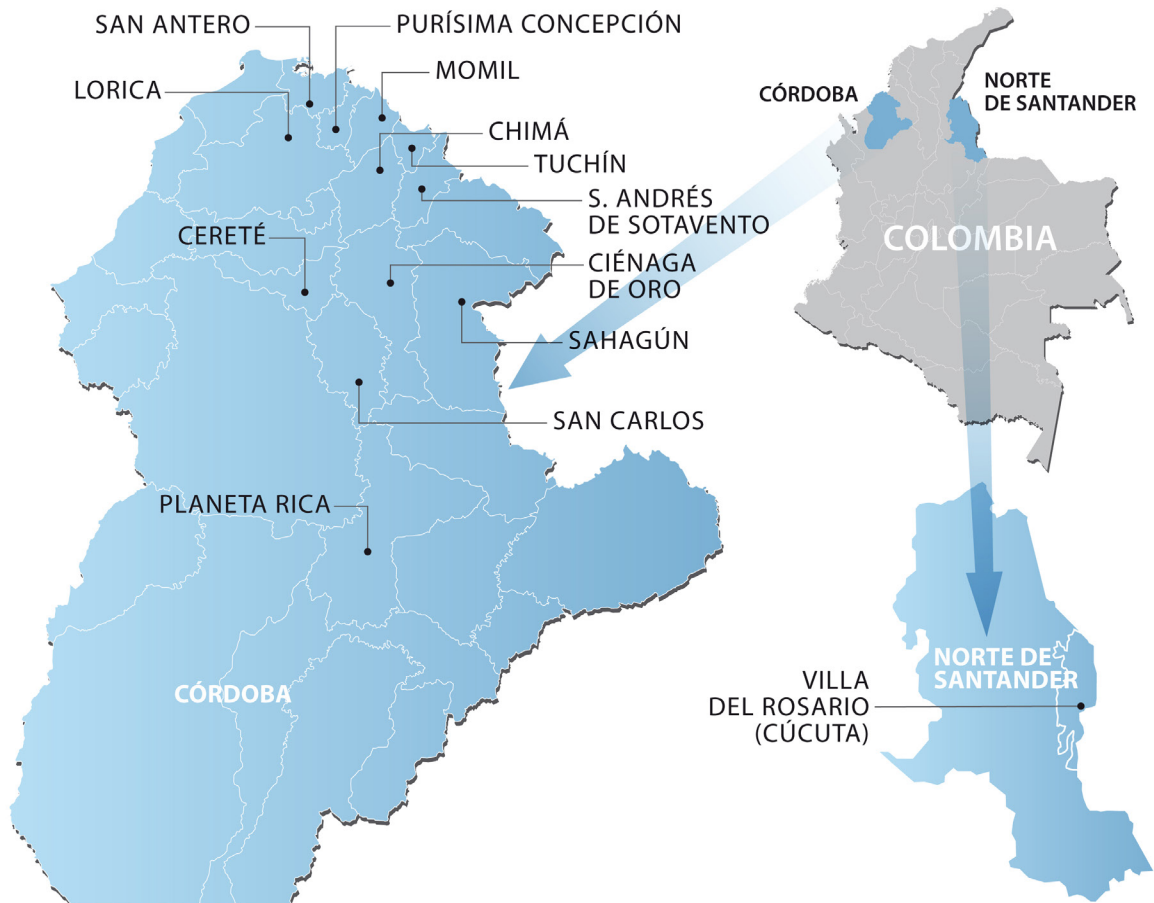 SAN ANTERO
PURÍSIMA CONCEPCIÓN
LORICA
MOMIL
CHIMÁ
TUCHÍN
S. ANDRÉS
DE SOTAVENTO
CERETÉ
CIÉNAGA
DE ORO
SAHAGÚN
SAN CARLOS
PLANETA RICA
CÓRDOBA
CÓRDOBA
NORTE
DE SANTANDER
COLOMBIA
NORTE DE
SANTANDER
VILLA
DEL ROSARIO
(CÚCUTA)